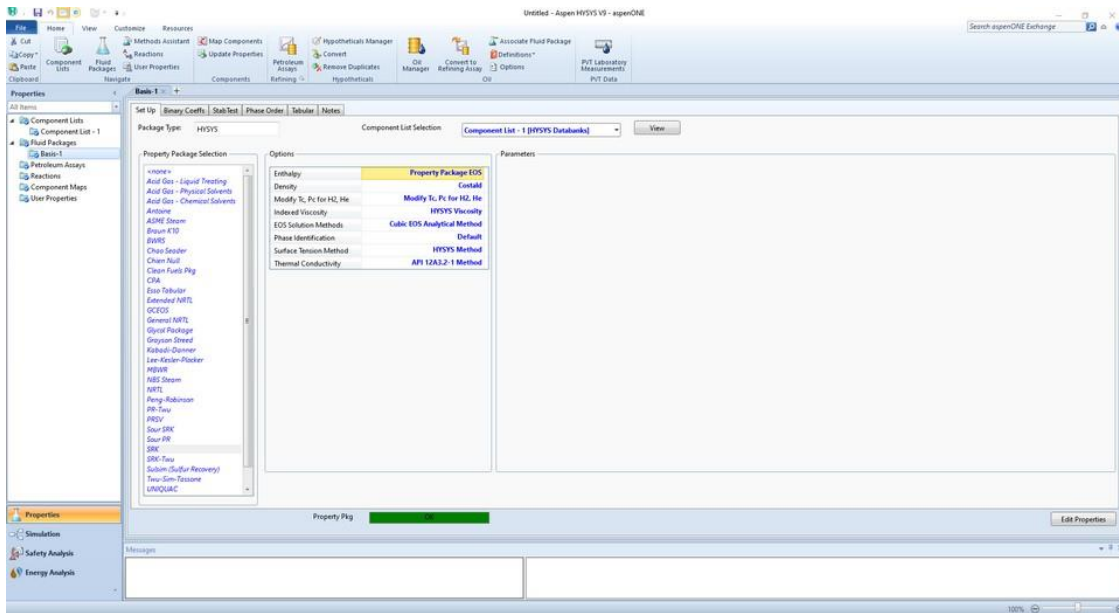 Untitled - Aspen HYSYS V9 - aspenONE
File Home View Customize Resources
Search aspenONE Exchange
Cut
Copy
Paste
Clipboard
Component Lists
Fluid Packages
Methods Assistant
Reactions
User Properties
Navigate
Map Components
Update Properties
Components
Petroleum Assays
Refining
Hypotheticals Manager
Convert
Remove Duplicates
Hypotheticals
Oil Manager
Convert to Refining Assay
Associate Fluid Package
Definitions
Options
Oil
PVT Laboratory Measurements
PVT Data
Properties
All Items
Component Lists
Component List - 1
Fluid Packages
Basis-1
Petroleum Assays
Reactions
Component Maps
User Properties
Properties
Simulation
Safety Analysis
Energy Analysis
Basis-1 +
Set Up Binary Coeffs StabTest Phase Order Tabular Notes
Package Type: HYSYS
Component List Selection Component List - 1 [HYSYS Databanks] View
Property Package Selection
<none>
Acid Gas - Liquid Treating
Acid Gas - Physical Solvents
Acid Gas - Chemical Solvents
Antoine
ASME Steam
Braun K10
BWRS
Chao Seader
Chien Null
Clean Fuels Pkg
CPA
Esso Tabular
Extended NRTL
GCEOS
General NRTL
Glycol Package
Grayson Streed
Kabadi-Danner
Lee-Kesler-Plocker
MBWR
NBS Steam
NRTL
Peng-Robinson
PR-Twu
PRSV
Sour SRK
Sour PR
SRK
SRK-Twu
Sulsim (Sulfur Recovery)
Twu-Sim-Tassone
UNIQUAC
Options
Enthalpy Property Package EOS
Density Costald
Modify Tc, Pc for H2, He Modify Tc, Pc for H2, He
Indexed Viscosity HYSYS Viscosity
EOS Solution Methods Cubic EOS Analytical Method
Phase Identification Default
Surface Tension Method HYSYS Method
Thermal Conductivity API 12A3.2-1 Method
Parameters
Property Pkg OK
Edit Properties
Messages
100%